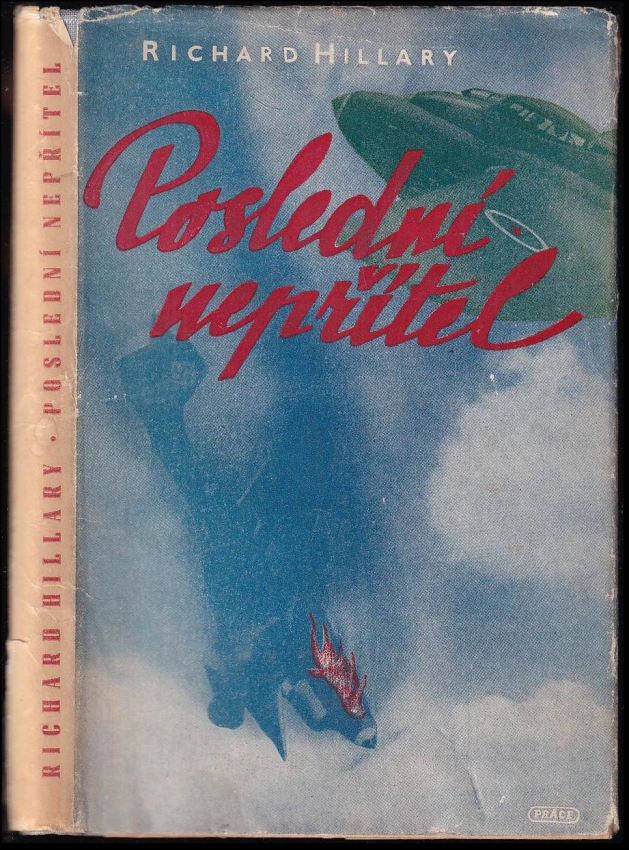 RICHARD HILLARY
Poslední
nepřítel
PRÁCE
RICHARD HILLARY • POSLEDNÍ NEPŘÍTEL